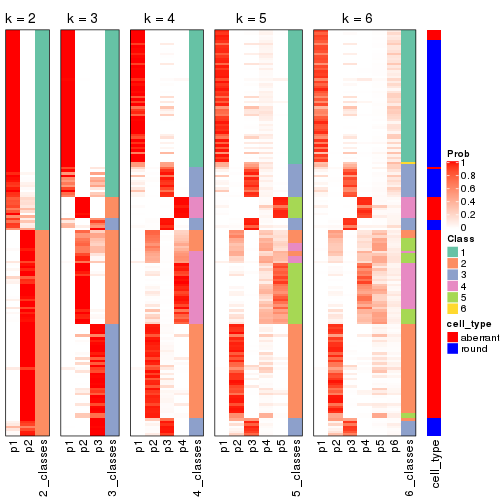 k = 2
k = 3
k = 4
k = 5
k = 6
Prob
1
0.8
0.6
0.4
0.2
0
Class
1
2
3
4
5
6
cell_type
aberrant
round
p1
p2
2_classes
p1
p2
p3
3_classes
p1
p2
p3
p4
4_classes
p1
p2
p3
p4
p5
5_classes
p1
p2
p3
p4
p5
p6
6_classes
cell_type